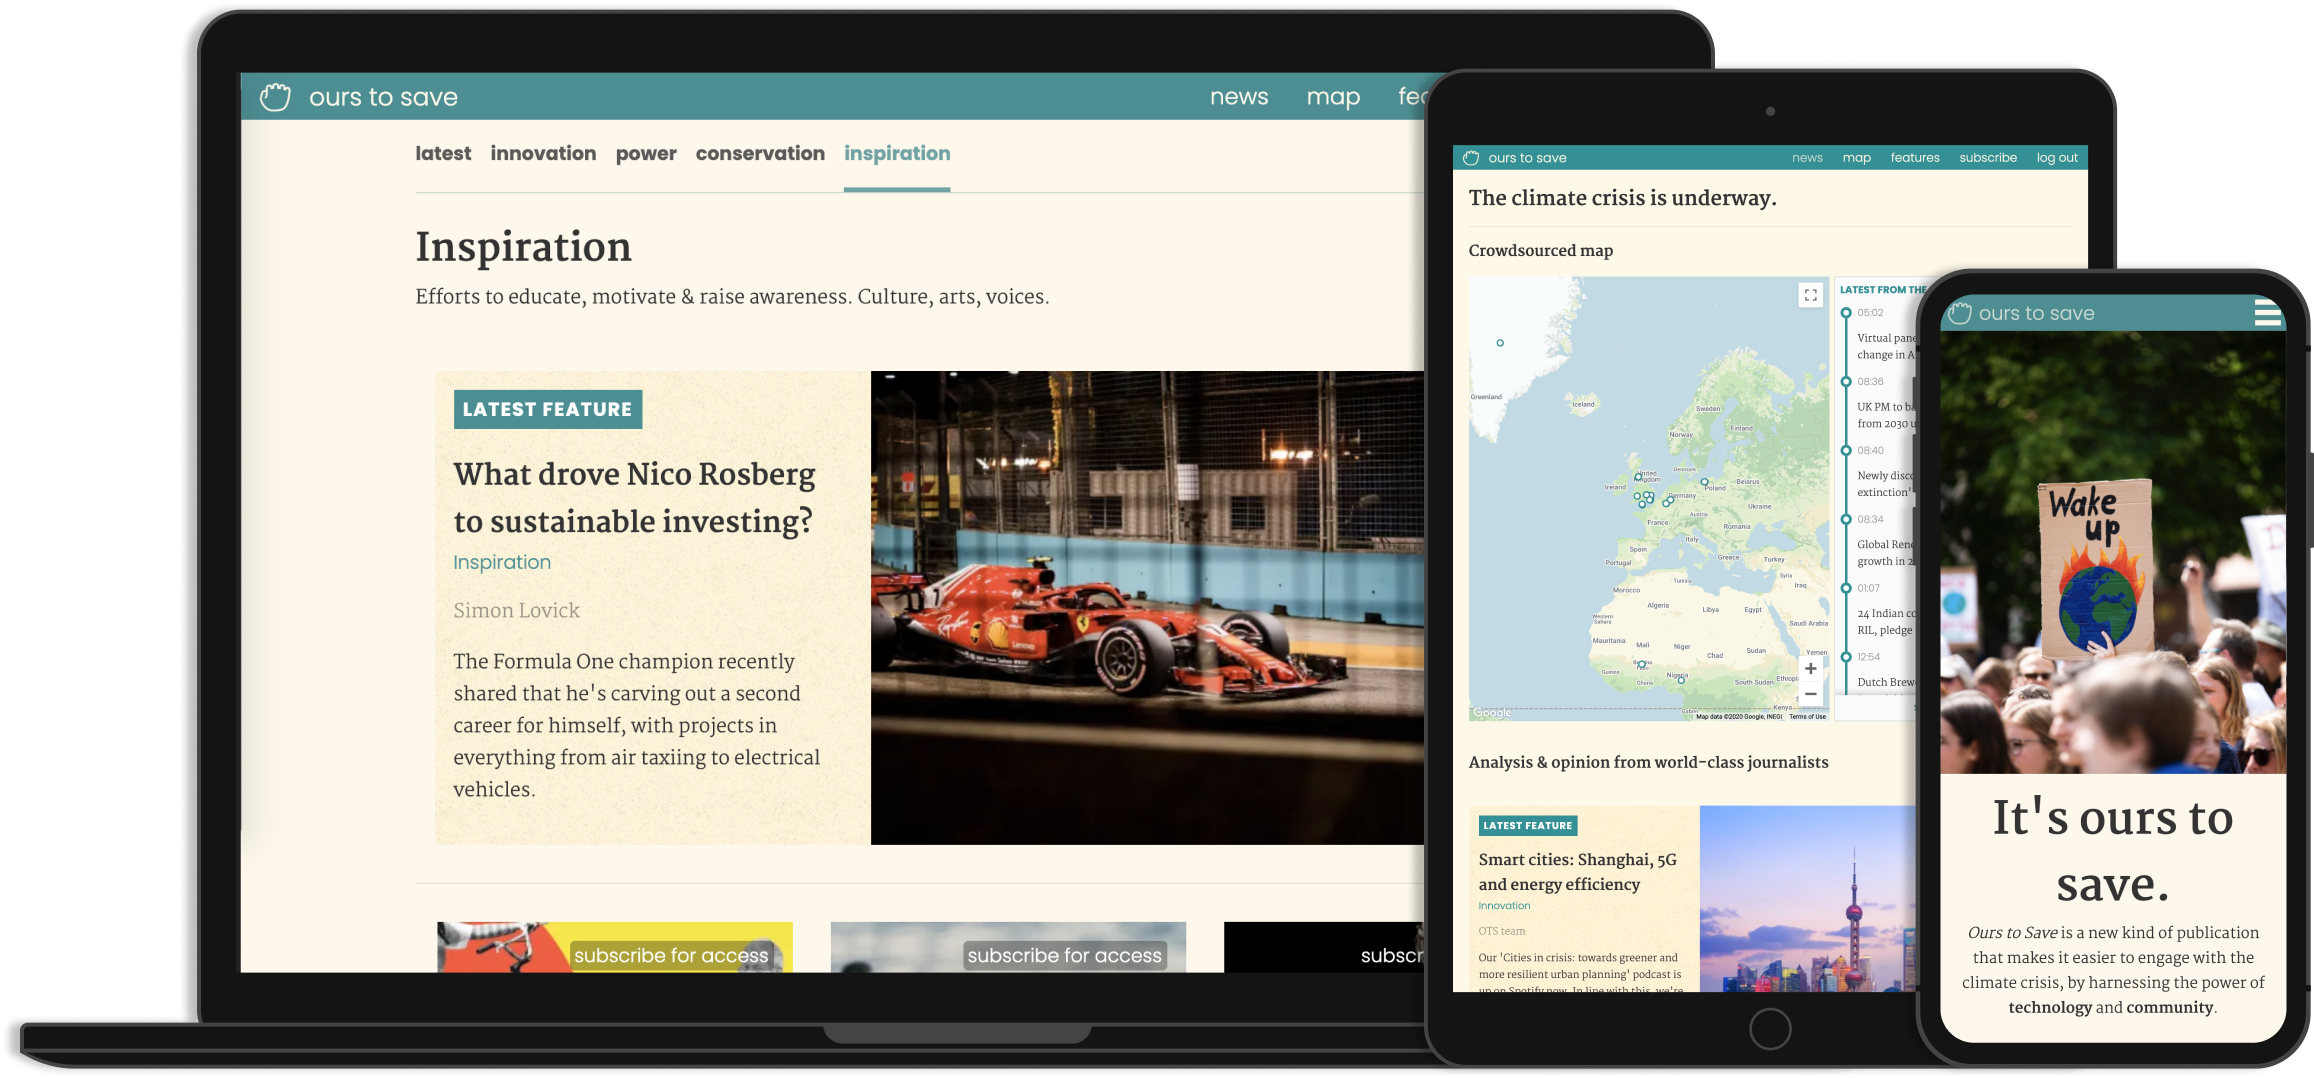 ours to save
news map
latest innovation power conservation inspiration
Inspiration
Efforts to educate, motivate & raise awareness. Culture, arts, voices.
LATEST FEATURE
What drove Nico Rosberg
to sustainable investing?
Inspiration
Simon Lovick
The Formula One champion recently
shared that he's carving out a second
career for himself, with projects in
everything from air taxiing to electrical
vehicles.
subscribe for access
subscribe for access
ours to save
news map features subscribe log out
The climate crisis is underway.
Crowdsourced map
Greenland
Iceland
Sweden
Norway
Finland
Denmark
United
Kingdom
Ireland
Poland
Belarus
Germany
Ukraine
Austria
France
Romania
Italy
Spain
Greece
Turkey
Portugal
Syria
Tunisia
Iraq
Morocco
Algeria
Libya
Egypt
Western
Sahara
Saudi Arabia
Mauritania
Mali
Niger
Chad
Sudan
Yemen
Guinea
Ghana
Nigeria
South Sudan
Kenya
Google
Map data ©2020 Google, INEGI Terms of Use
LATEST FROM THE
05:02
Virtual
change in
08:36
UK PM to
from 2030
08:40
Newly
extinction'
08:34
Global
growth in
01:07
24 Indian
RIL, pledge
12:54
Dutch
Analysis & opinion from world-class journalists
LATEST FEATURE
Smart cities: Shanghai, 5G
and energy efficiency
Innovation
OTS team
Our 'Cities in crisis: towards greener and
more resilient urban planning' podcast is
up on Spotify now. In line with this, we're
ours to save
Wake
up
It's ours to
save.
Ours to Save is a new kind of publication
that makes it easier to engage with the
climate crisis, by harnessing the power of
technology and community.